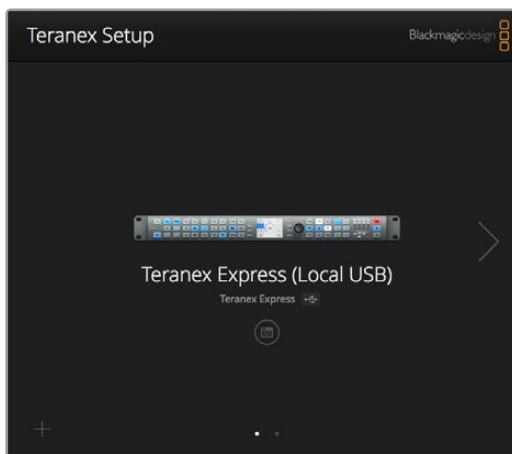 Teranex Setup
Blackmagicdesign
Teranex Express (Local USB)
Teranex Express